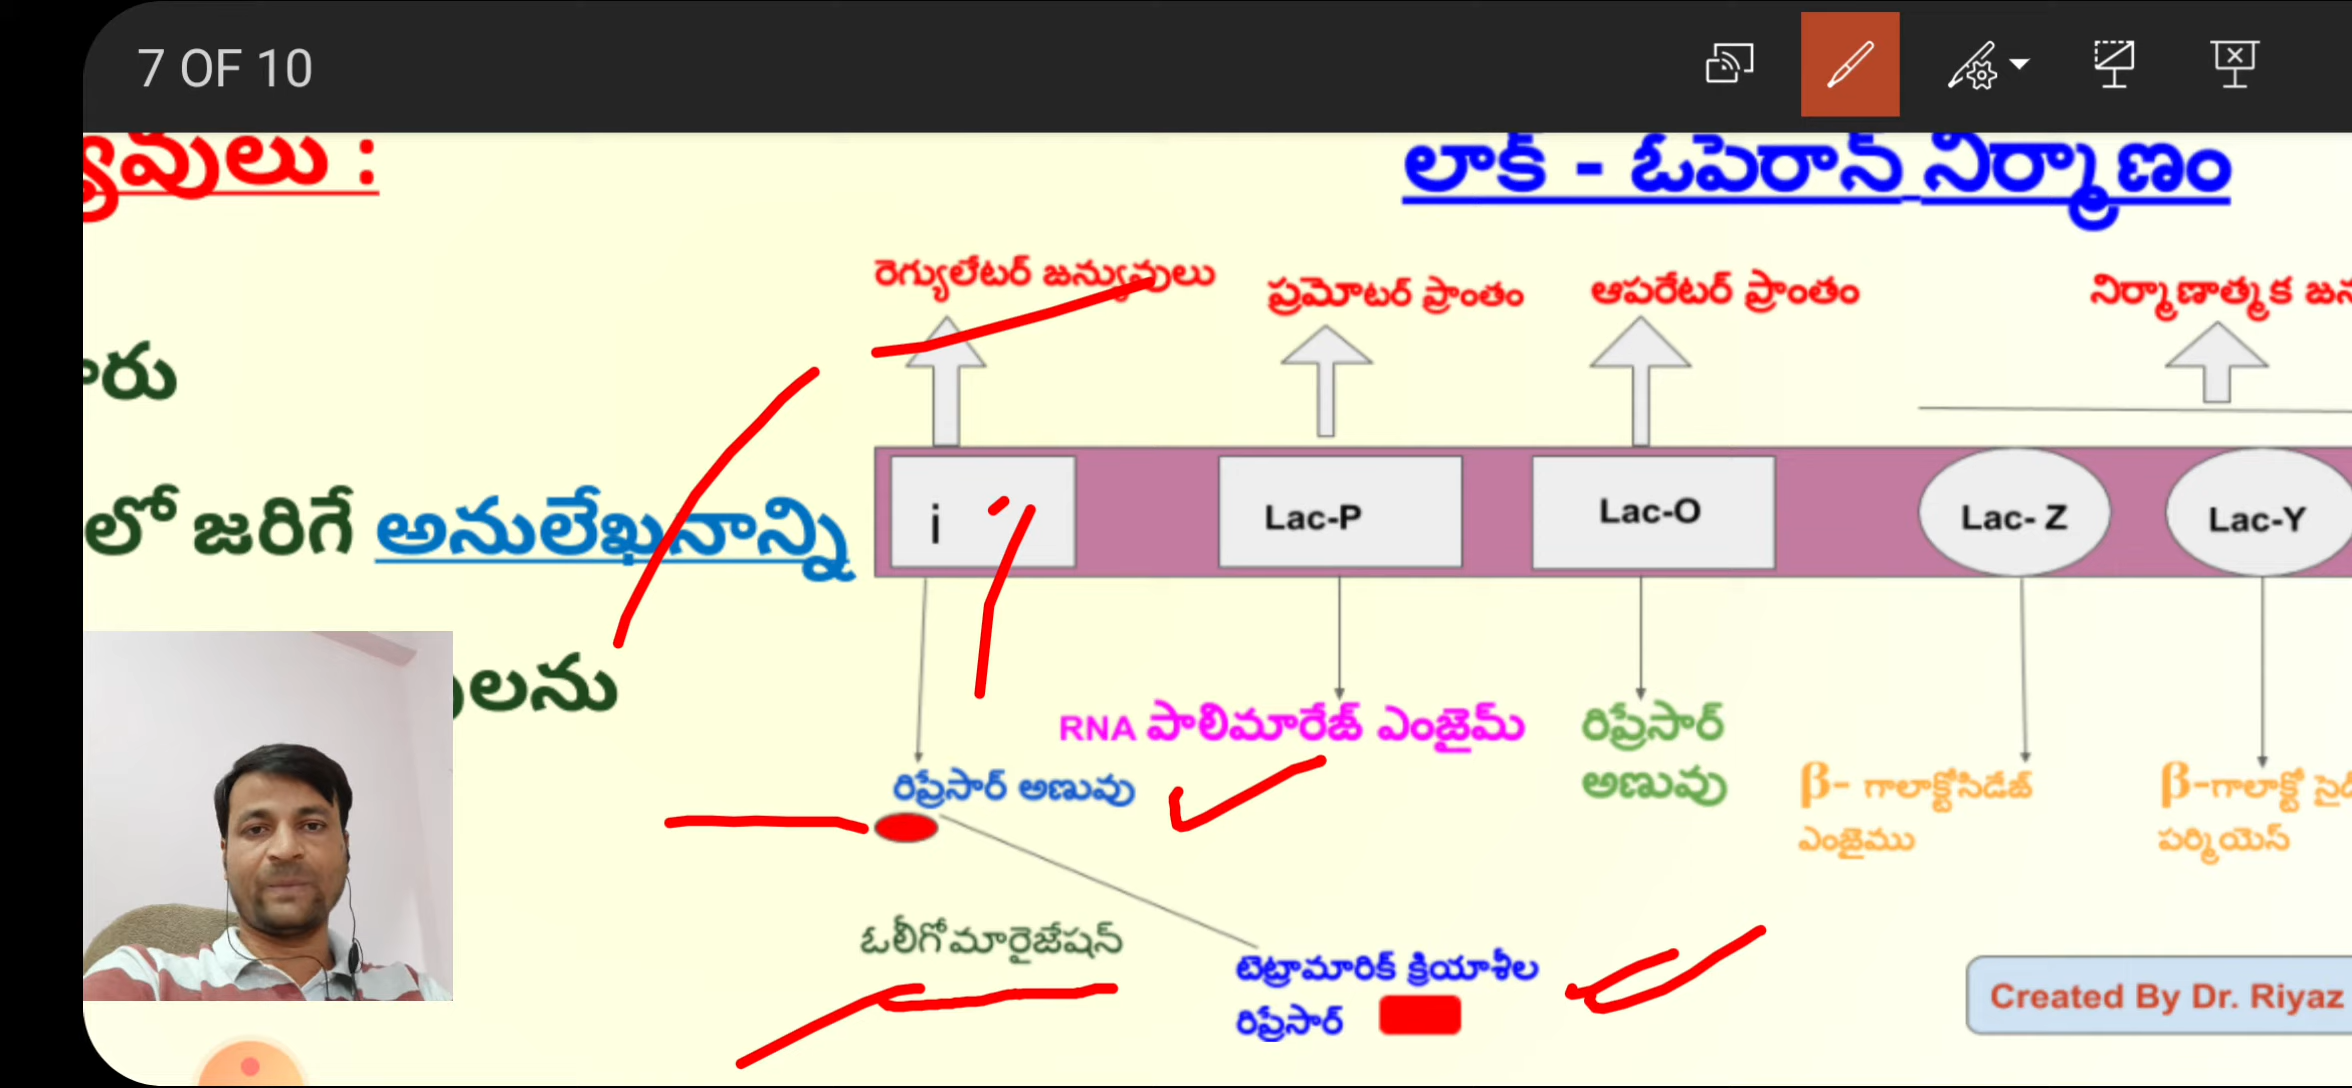 7 OF 10
లాక్ - ఓపెరాన్ నిర్మాణం
రెగ్యులేటర్ జన్యువులు
ప్రమోటర్ ప్రాంతం
ఆపరేటర్ ప్రాంతం
నిర్మాణాత్మక
లో జరిగే అనులేఖనాన్ని
i
Lac-P
Lac-O
Lac- Z
Lac-Y
RNA పాలిమారేజ్ ఎంజైమ్
రిప్రేసార్
అణువు
రిప్రేసార్ అణువు
β- గాలాక్టోసిడేజ్
ఎంజైము
β-గాలాక్టో
పర్మియెస్
ఓలిగోమారైజేషన్
టెట్రామారిక్ క్రియాశీల
రిప్రేసార్
Created By Dr. Riyaz